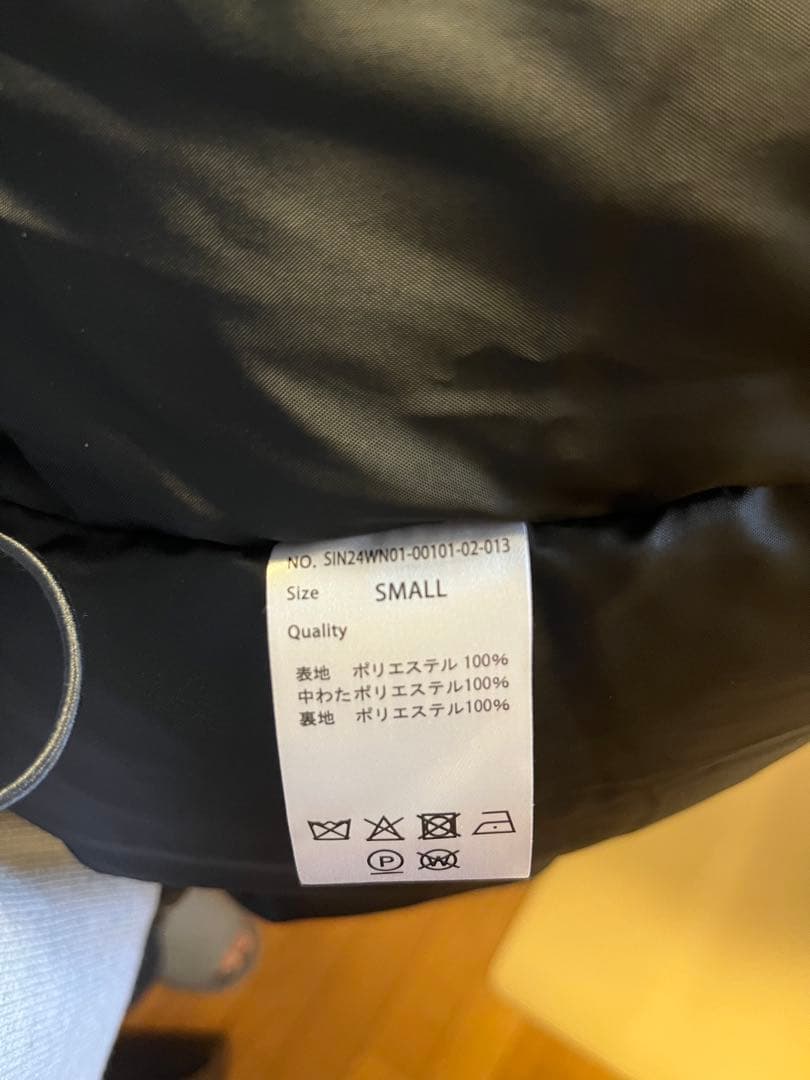 NO. SIN24WN01-00101-02-013
Size SMALL
Quality
表地 ポリエステル 100%
中わたポリエステル100%
裏地 ポリエステル100%
P W